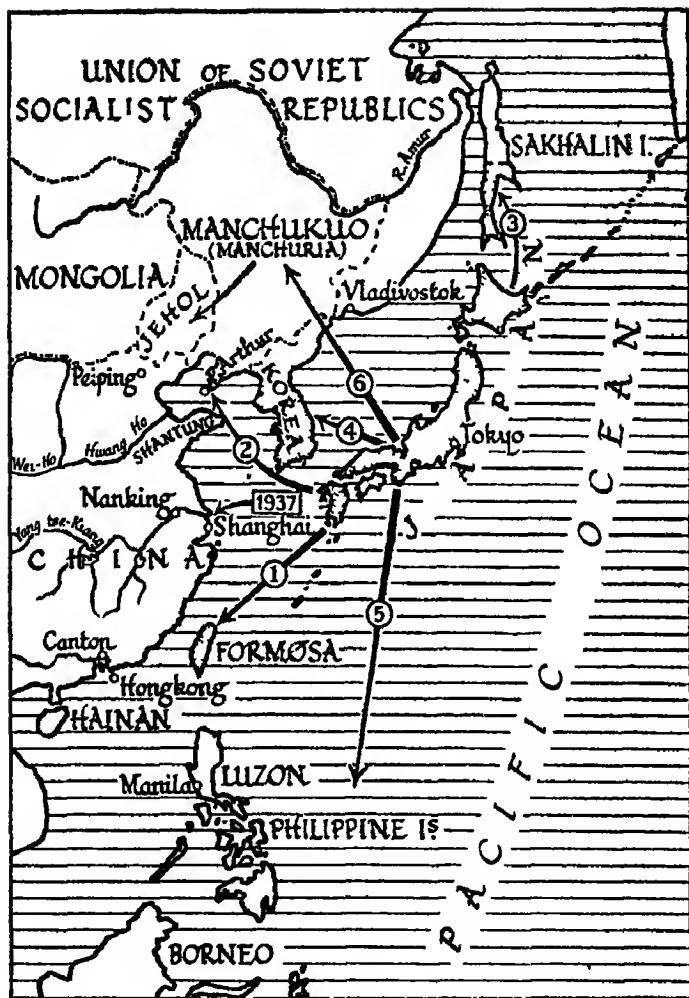 UNION OF SOVIET
SOCIALIST REPUBLICS
R. Amur
SAKHALIN I.
③
MANCHUKUO
(MANCHURIA)
MONGOLIA
JEHOL
Vladivostok
P. Arthur
Peiping
KOREA
⑥
④
Tokyo
JAPAN
Wei-Ho
Hwang Ho
SHANTUNG
②
Nanking
1937
Shanghai
Yang tse-Kiang
CHINA
①
⑤
Canton
FORMOSA
Hongkong
HAINAN
Manila
LUZON
PHILIPPINE Is
BORNEO
PACIFIC OCEAN